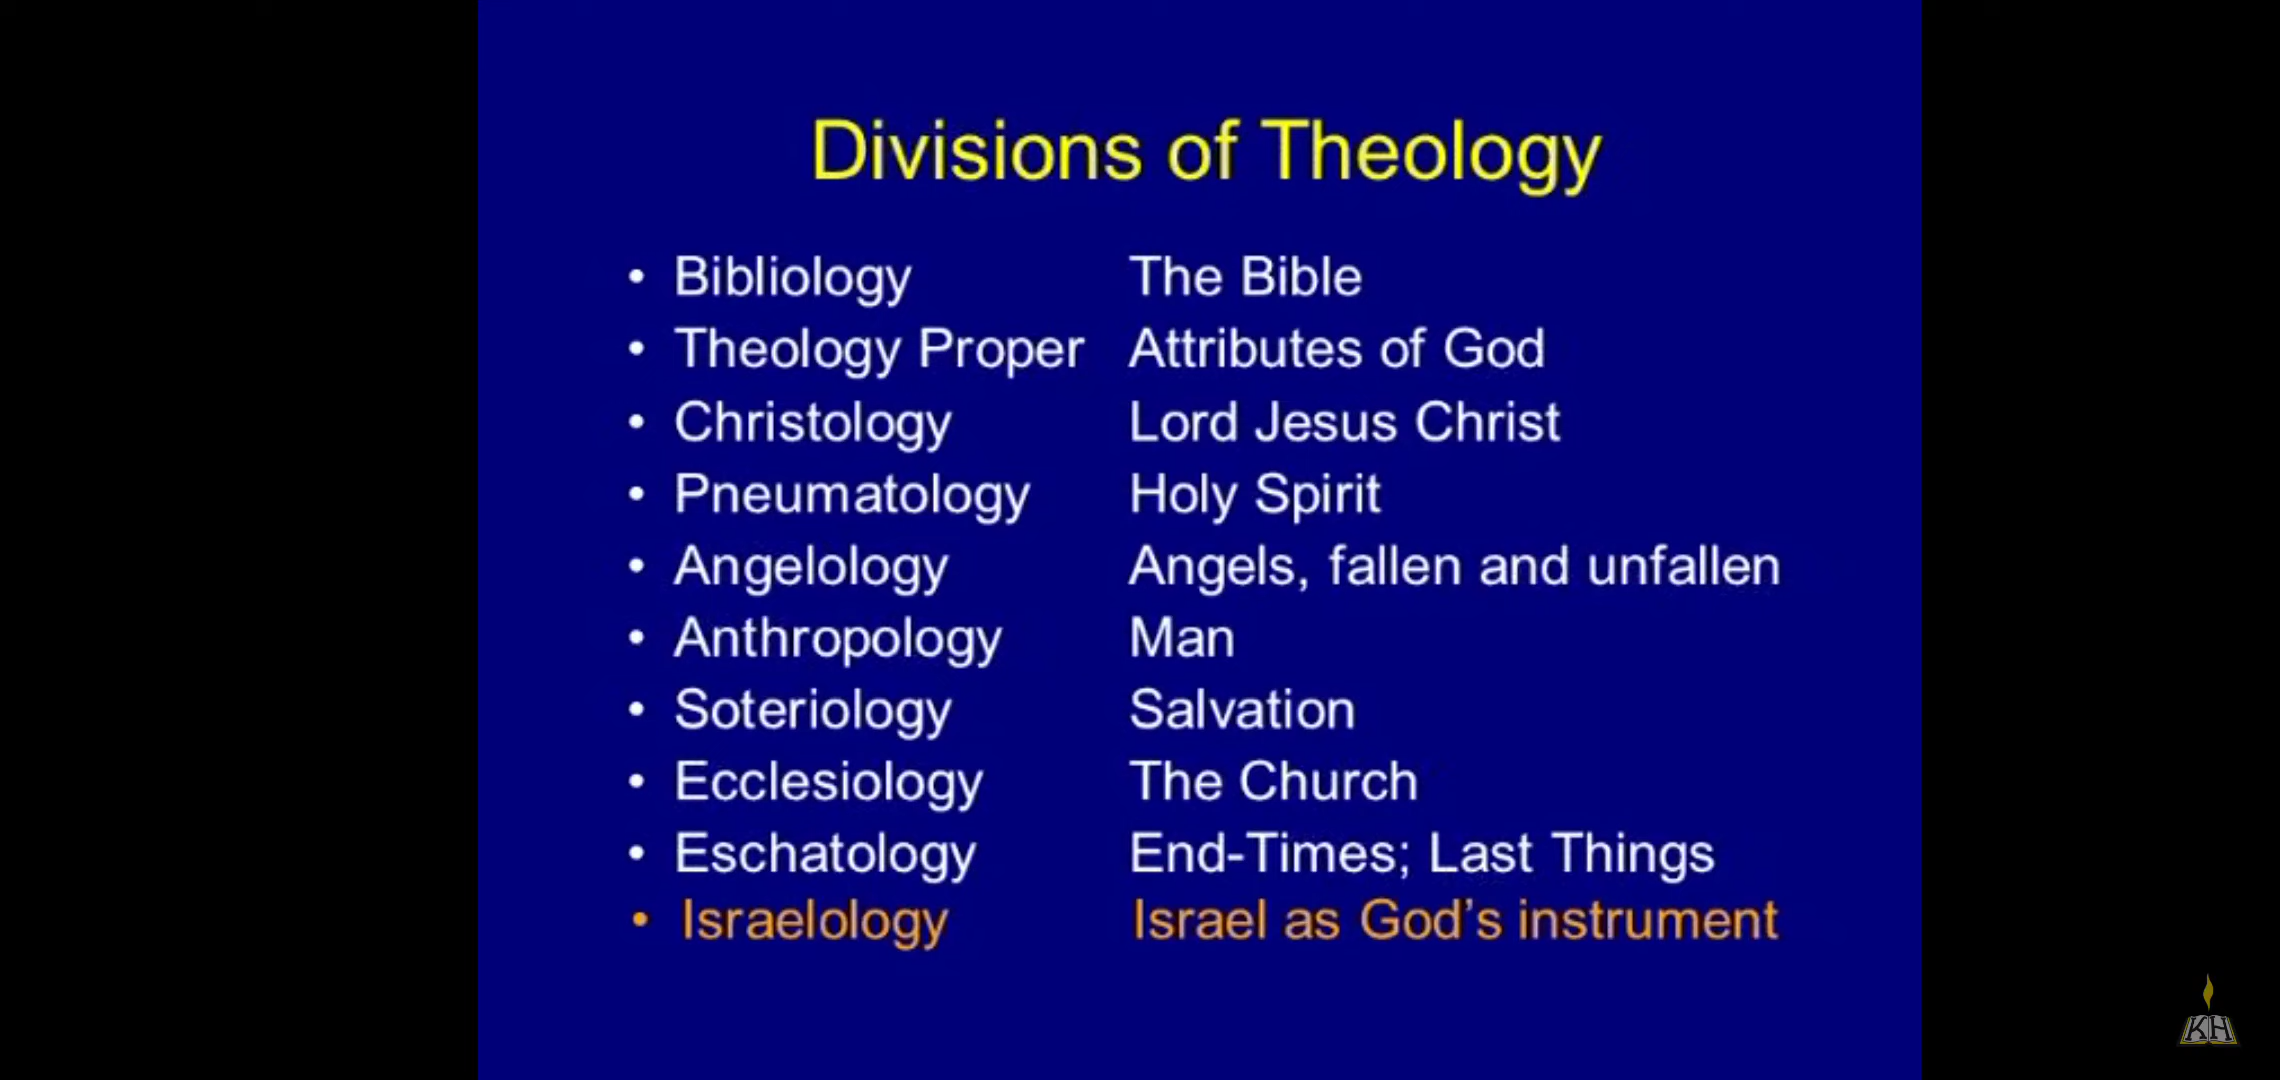 Divisions of Theology
• Bibliology The Bible
• Theology Proper Attributes of God
• Christology Lord Jesus Christ
• Pneumatology Holy Spirit
• Angelology Angels, fallen and unfallen
• Anthropology Man
• Soteriology Salvation
• Ecclesiology The Church
• Eschatology End-Times; Last Things
• Israelology Israel as God’s instrument
KH